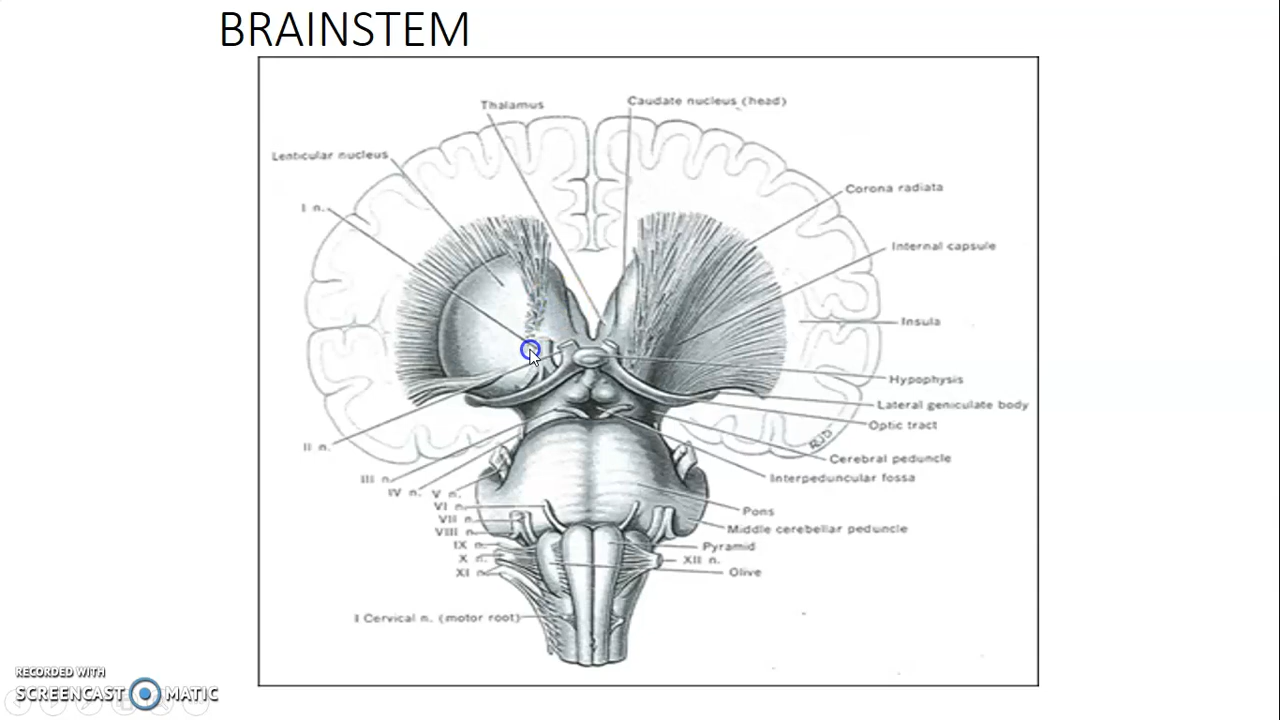 BRAINSTEM
Thalamus
Caudate nucleus (head)
Lenticular nucleus
I n.
Corona radiata
Internal capsule
Insula
Hypophysis
Lateral geniculate body
Optic tract
II n.
Cerebral peduncle
III n.
Interpeduncular fossa
IV n.
V n.
VI n.
Pons
VII n.
Middle cerebellar peduncle
VIII n.
IX n.
Pyramid
X n.
XII n.
XI n.
Olive
I Cervical n. (motor root)
RJD
RECORDED WITH
SCREENCAST MATIC